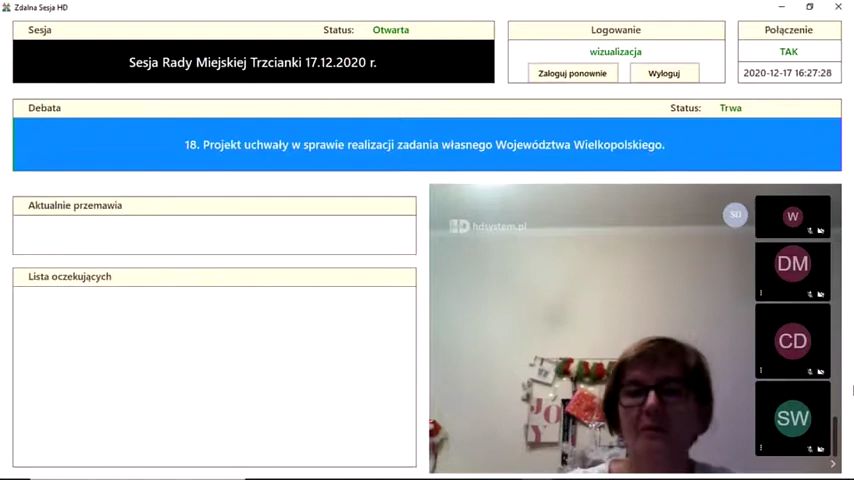 Zdalna Sesja HD
Sesja
Status: Otwarta
Sesja Rady Miejskiej Trzcianki 17.12.2020 r.
Logowanie
wizualizacja
Zaloguj ponownie
Wyloguj
Połączenie
TAK
2020-12-17 16:27:28
Debata
Status: Trwa
18. Projekt uchwały w sprawie realizacji zadania własnego Województwa Wielkopolskiego.
Aktualnie przemawia
Lista oczekujących
HD hdsystem.pl
W
DM
CD
SW
JO
Y